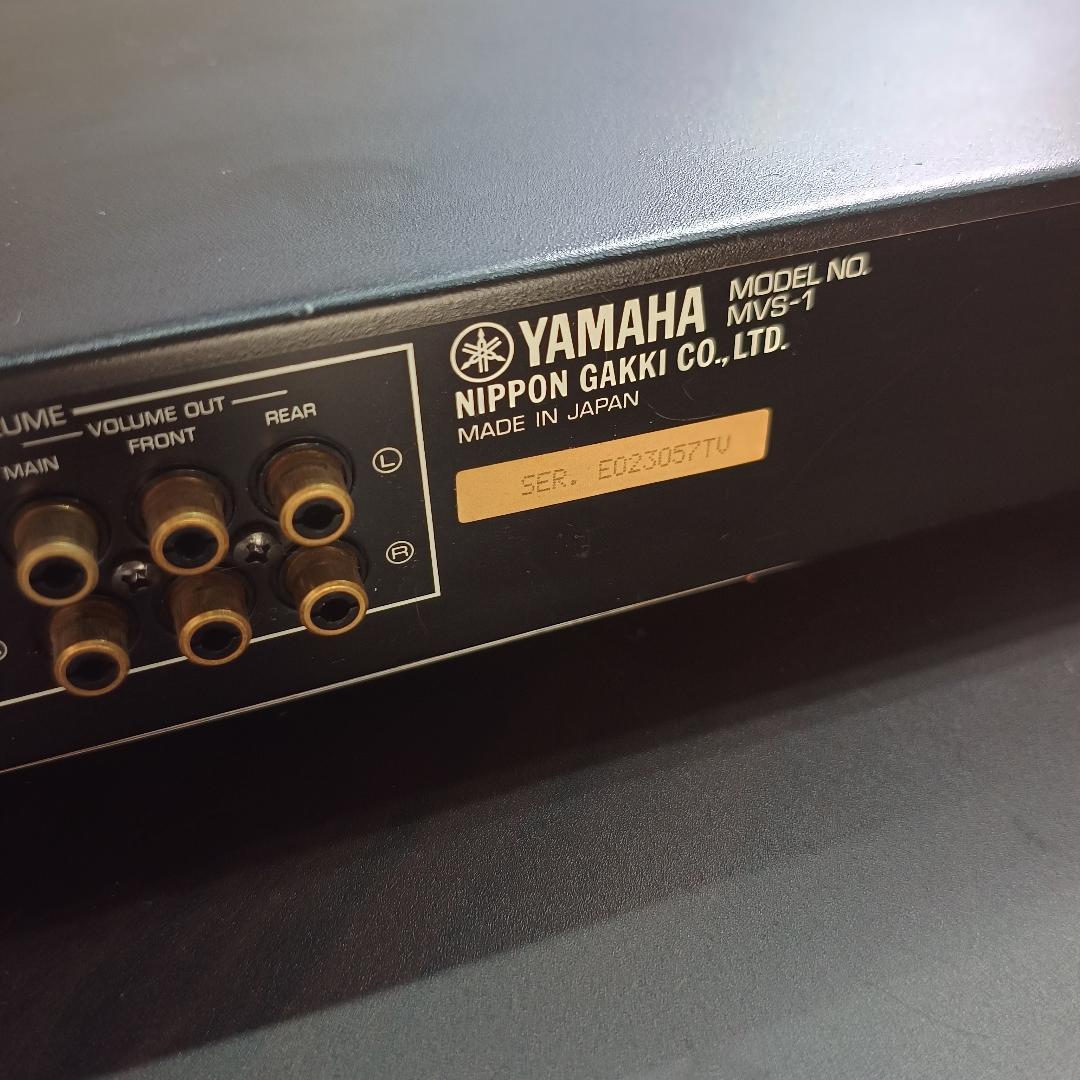 YAMAHA
MODEL NO.
MVS-1
NIPPON GAKKI CO., LTD.
MADE IN JAPAN
SER. E023057TV
VOLUME OUT
MAIN
FRONT
REAR
L
R